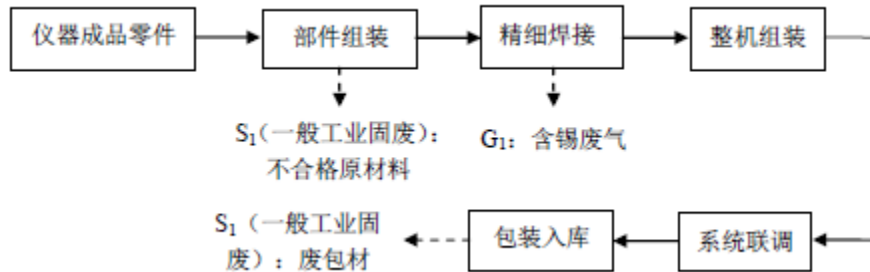 仪器成品零件
部件组装
精细焊接
整机组装
S₁(一般工业固废):
不合格原材料
G₁: 含锡废气
S₁（一般工业固
废）: 废包材
包装入库
系统联调